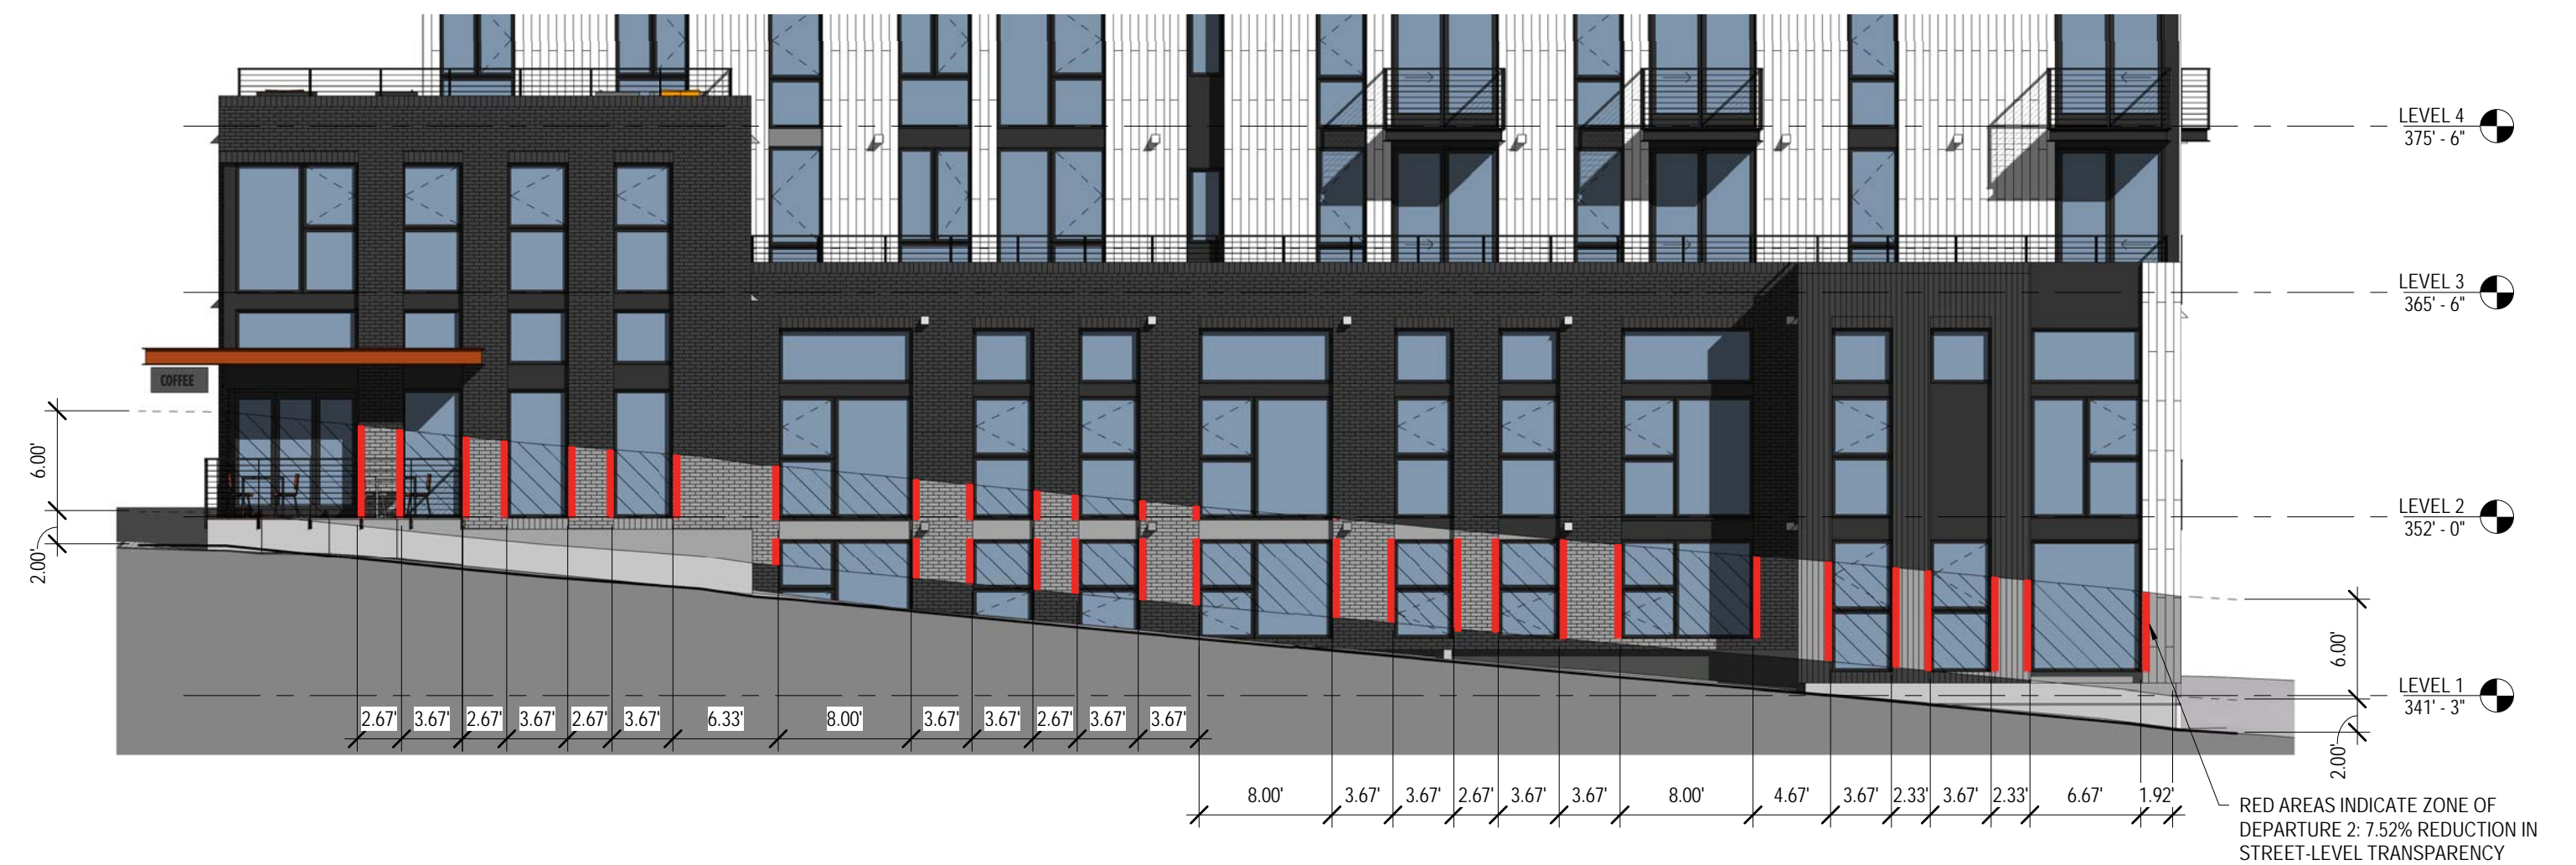 LEVEL 4
375' - 6"
LEVEL 3
365' - 6"
COFFEE
6.00'
2.00'
LEVEL 2
352' - 0"
6.00'
LEVEL 1
341' - 3"
2.00'
2.67' 3.67' 2.67' 3.67' 2.67' 3.67' 6.33' 8.00' 3.67' 3.67' 2.67' 3.67' 3.67'
8.00' 3.67' 3.67' 2.67' 3.67' 3.67' 8.00' 4.67' 3.67' 2.33' 3.67' 2.33' 6.67' 1.92'
RED AREAS INDICATE ZONE OF
DEPARTURE 2: 7.52% REDUCTION IN
STREET-LEVEL TRANSPARENCY